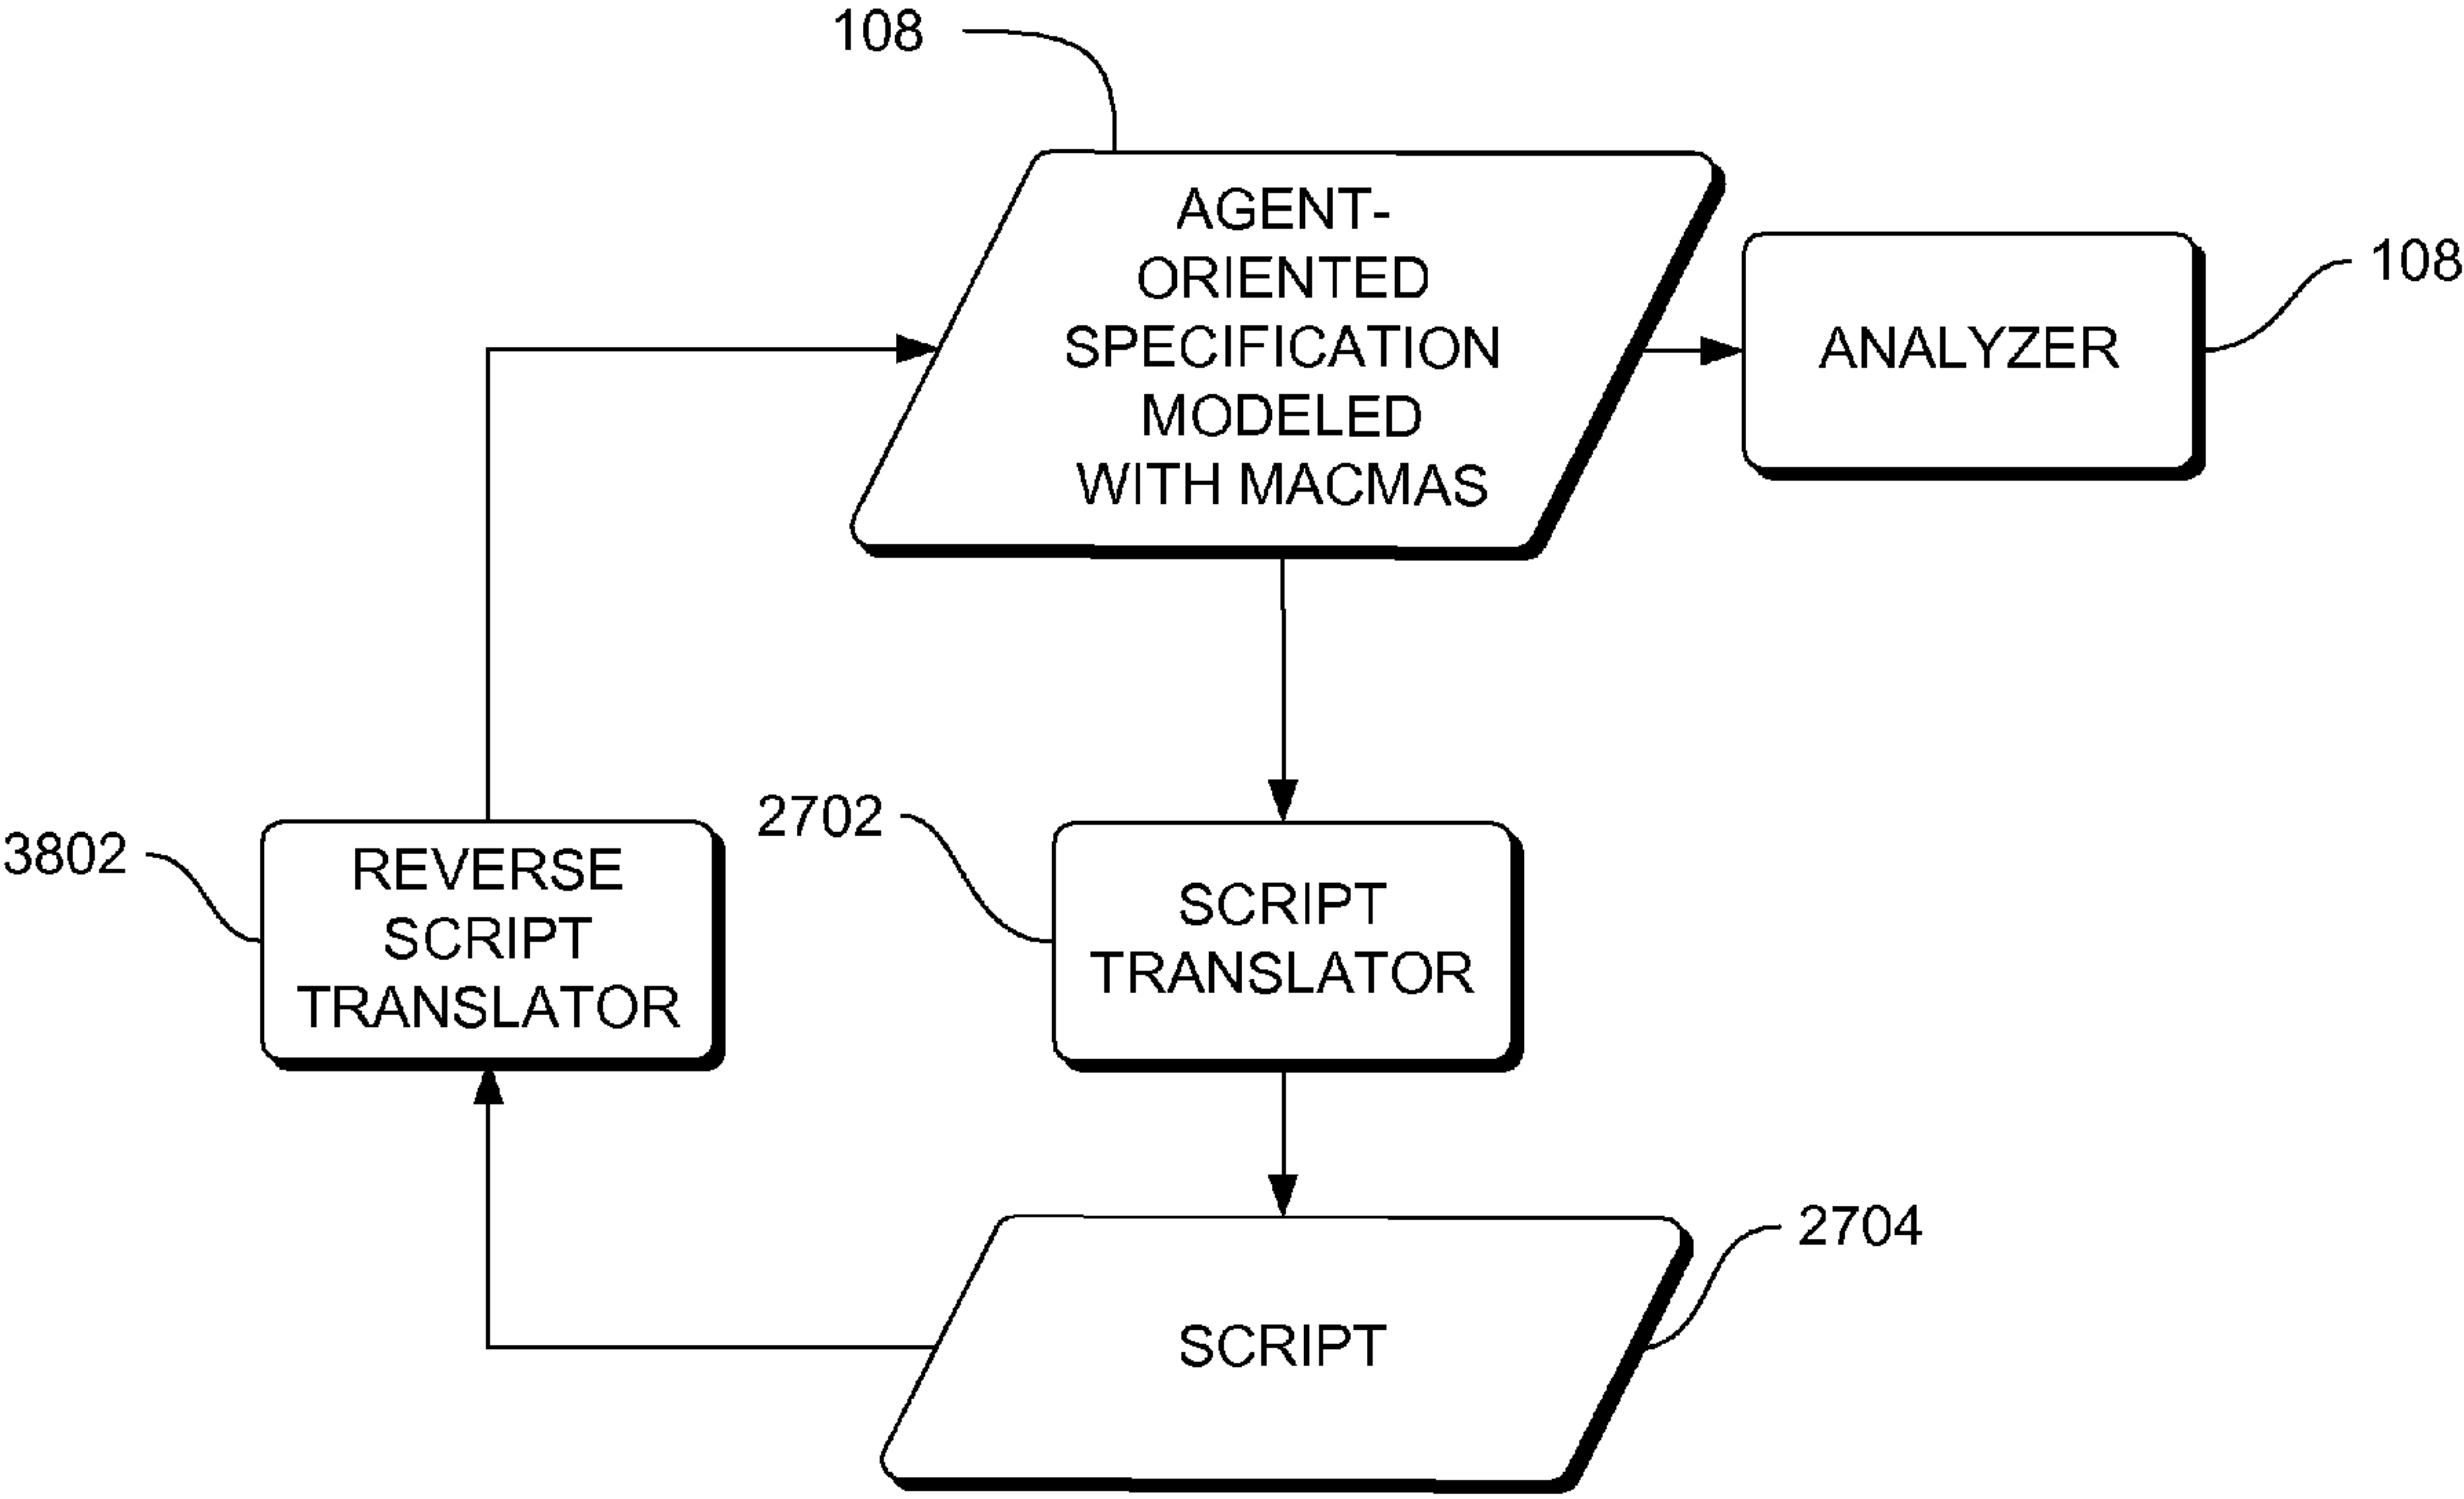 108
AGENT-
ORIENTED
SPECIFICATION
MODELED
WITH MACMAS
ANALYZER
108
3802
REVERSE
SCRIPT
TRANSLATOR
2702
SCRIPT
TRANSLATOR
2704
SCRIPT